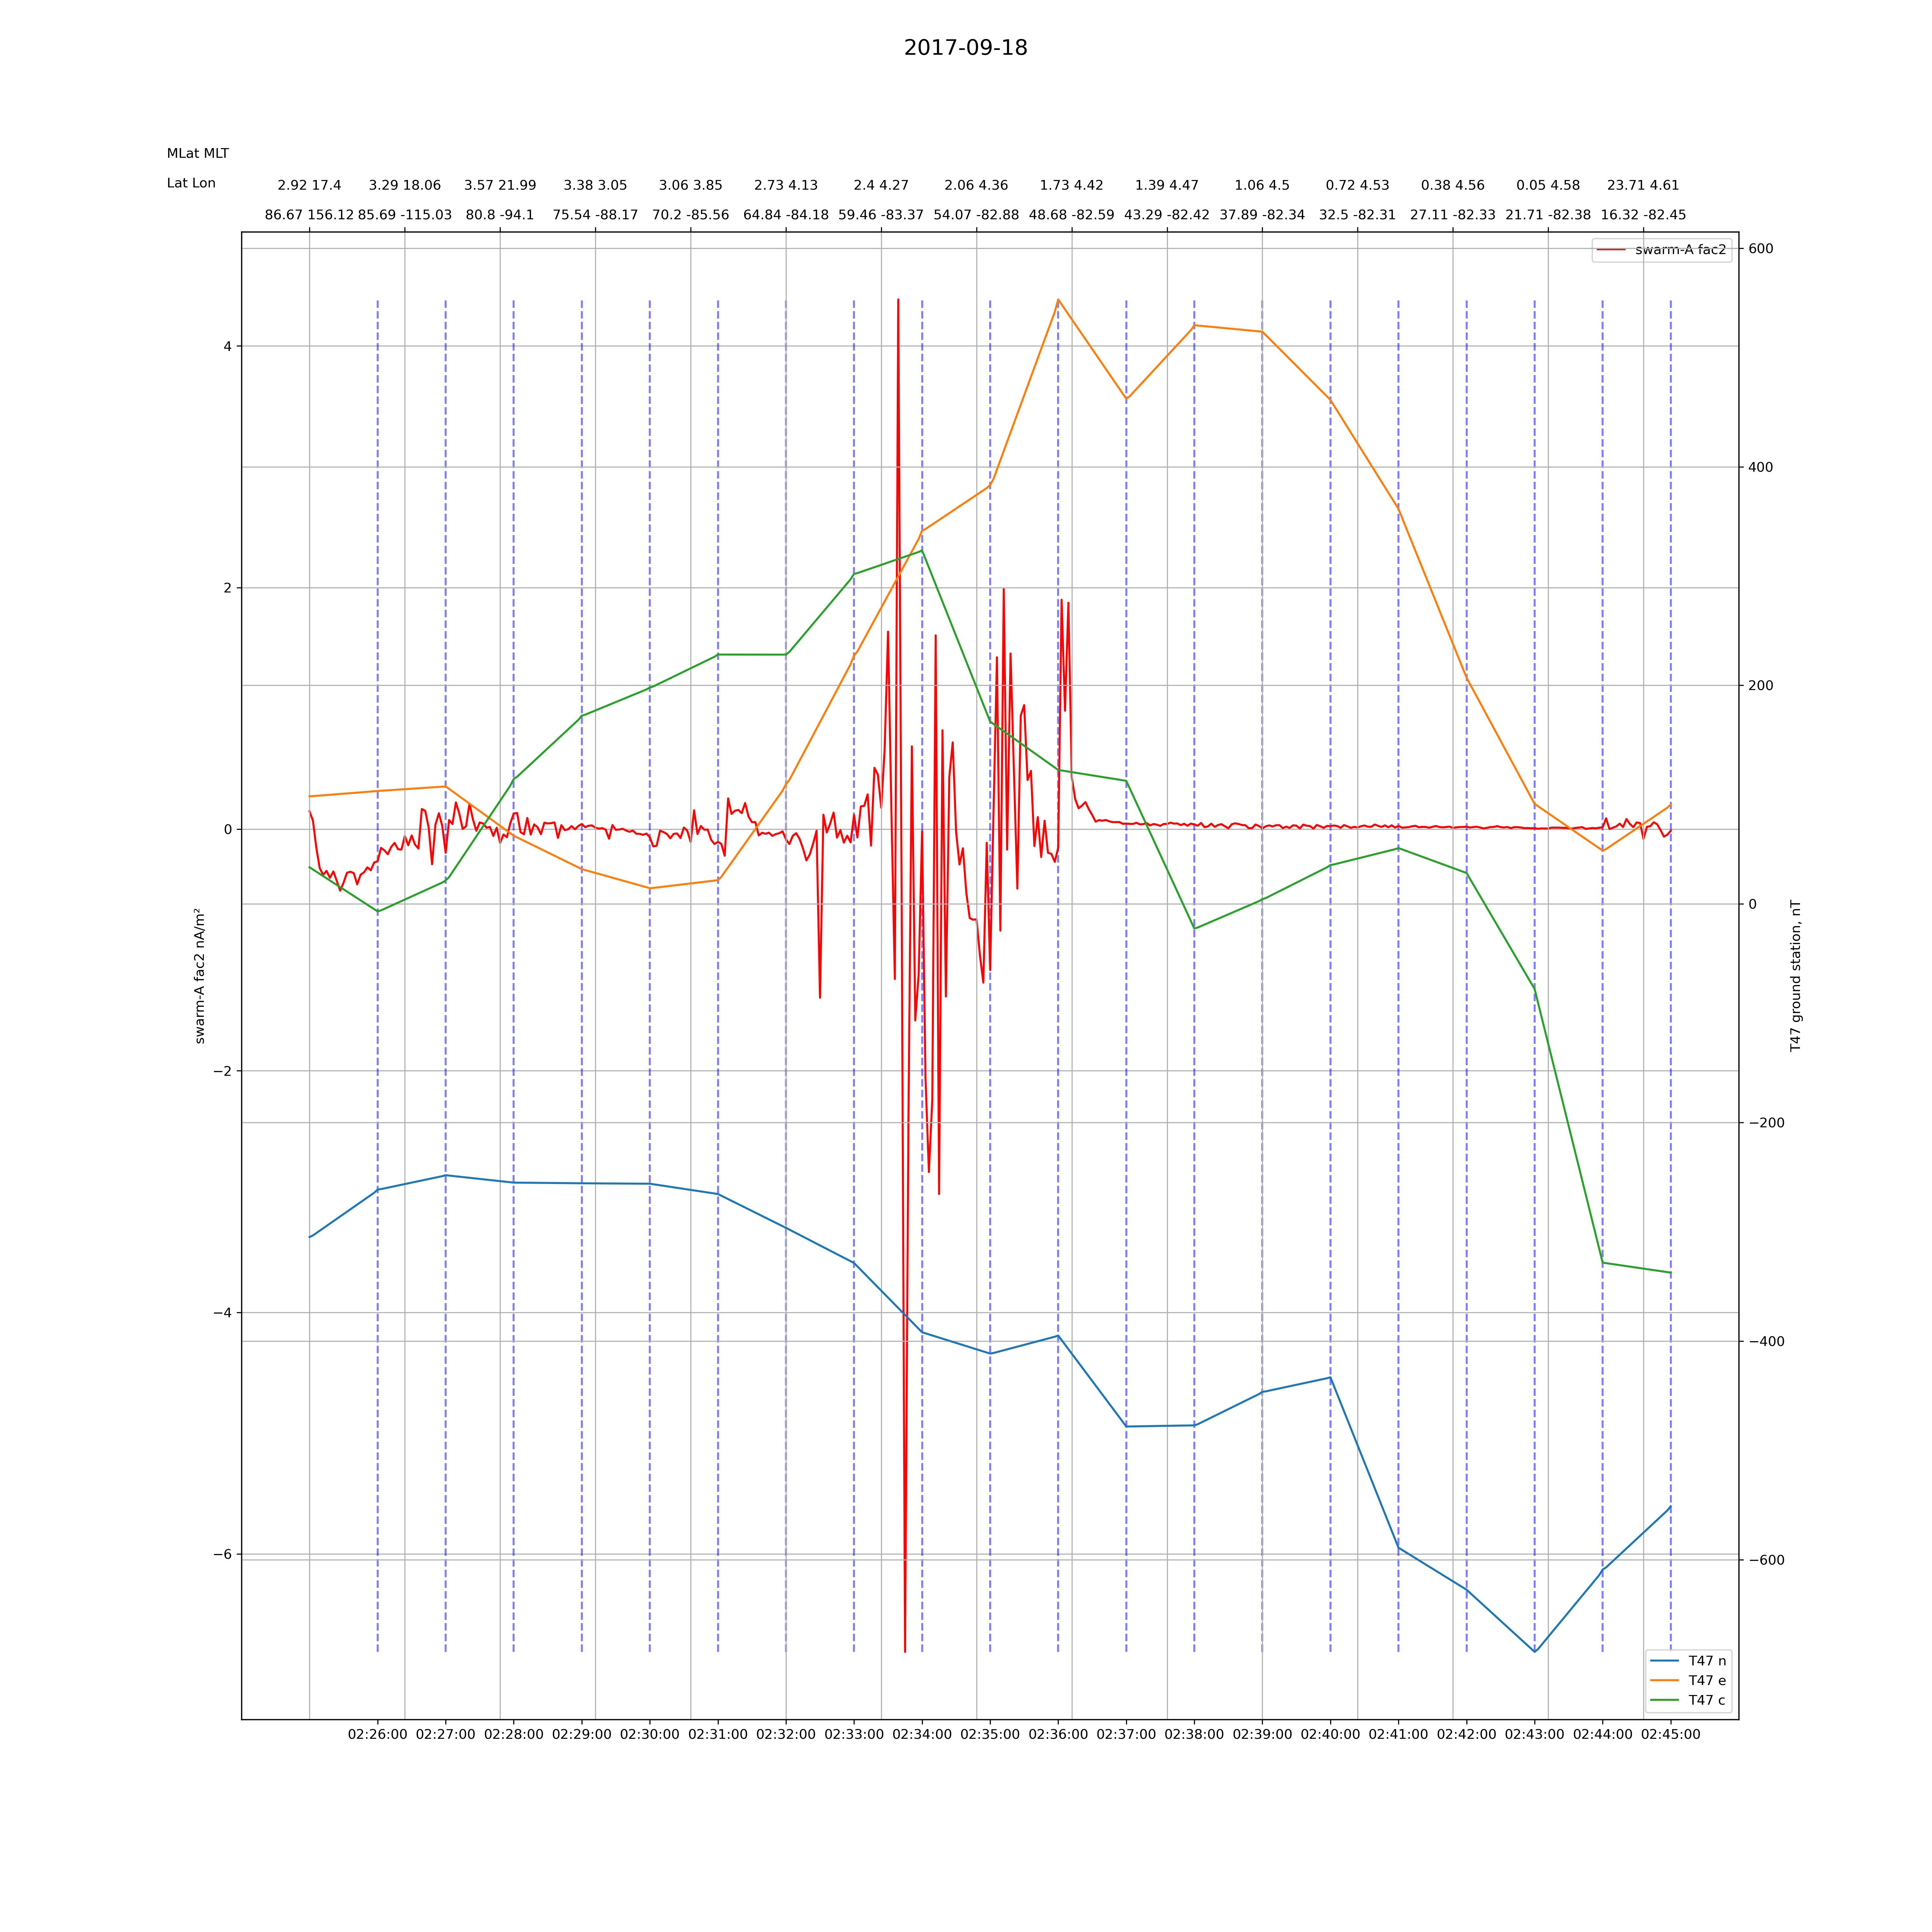 2017-09-18
MLat MLT
Lat Lon
2.92 17.4 3.29 18.06 3.57 21.99 3.38 3.05 3.06 3.85 2.73 4.13 2.4 4.27 2.06 4.36 1.73 4.42 1.39 4.47 1.06 4.5 0.72 4.53 0.38 4.56 0.05 4.58 23.71 4.61
86.67 156.12 85.69 -115.03 80.8 -94.1 75.54 -88.17 70.2 -85.56 64.84 -84.18 59.46 -83.37 54.07 -82.88 48.68 -82.59 43.29 -82.42 37.89 -82.34 32.5 -82.31 27.11 -82.33 21.71 -82.38 16.32 -82.45
swarm-A fac2
4
2
0
−2
−4
−6
swarm-A fac2 nA/m²
600
400
200
0
−200
−400
−600
T47 ground station, nT
T47 n
T47 e
T47 c
02:26:00 02:27:00 02:28:00 02:29:00 02:30:00 02:31:00 02:32:00 02:33:00 02:34:00 02:35:00 02:36:00 02:37:00 02:38:00 02:39:00 02:40:00 02:41:00 02:42:00 02:43:00 02:44:00 02:45:00